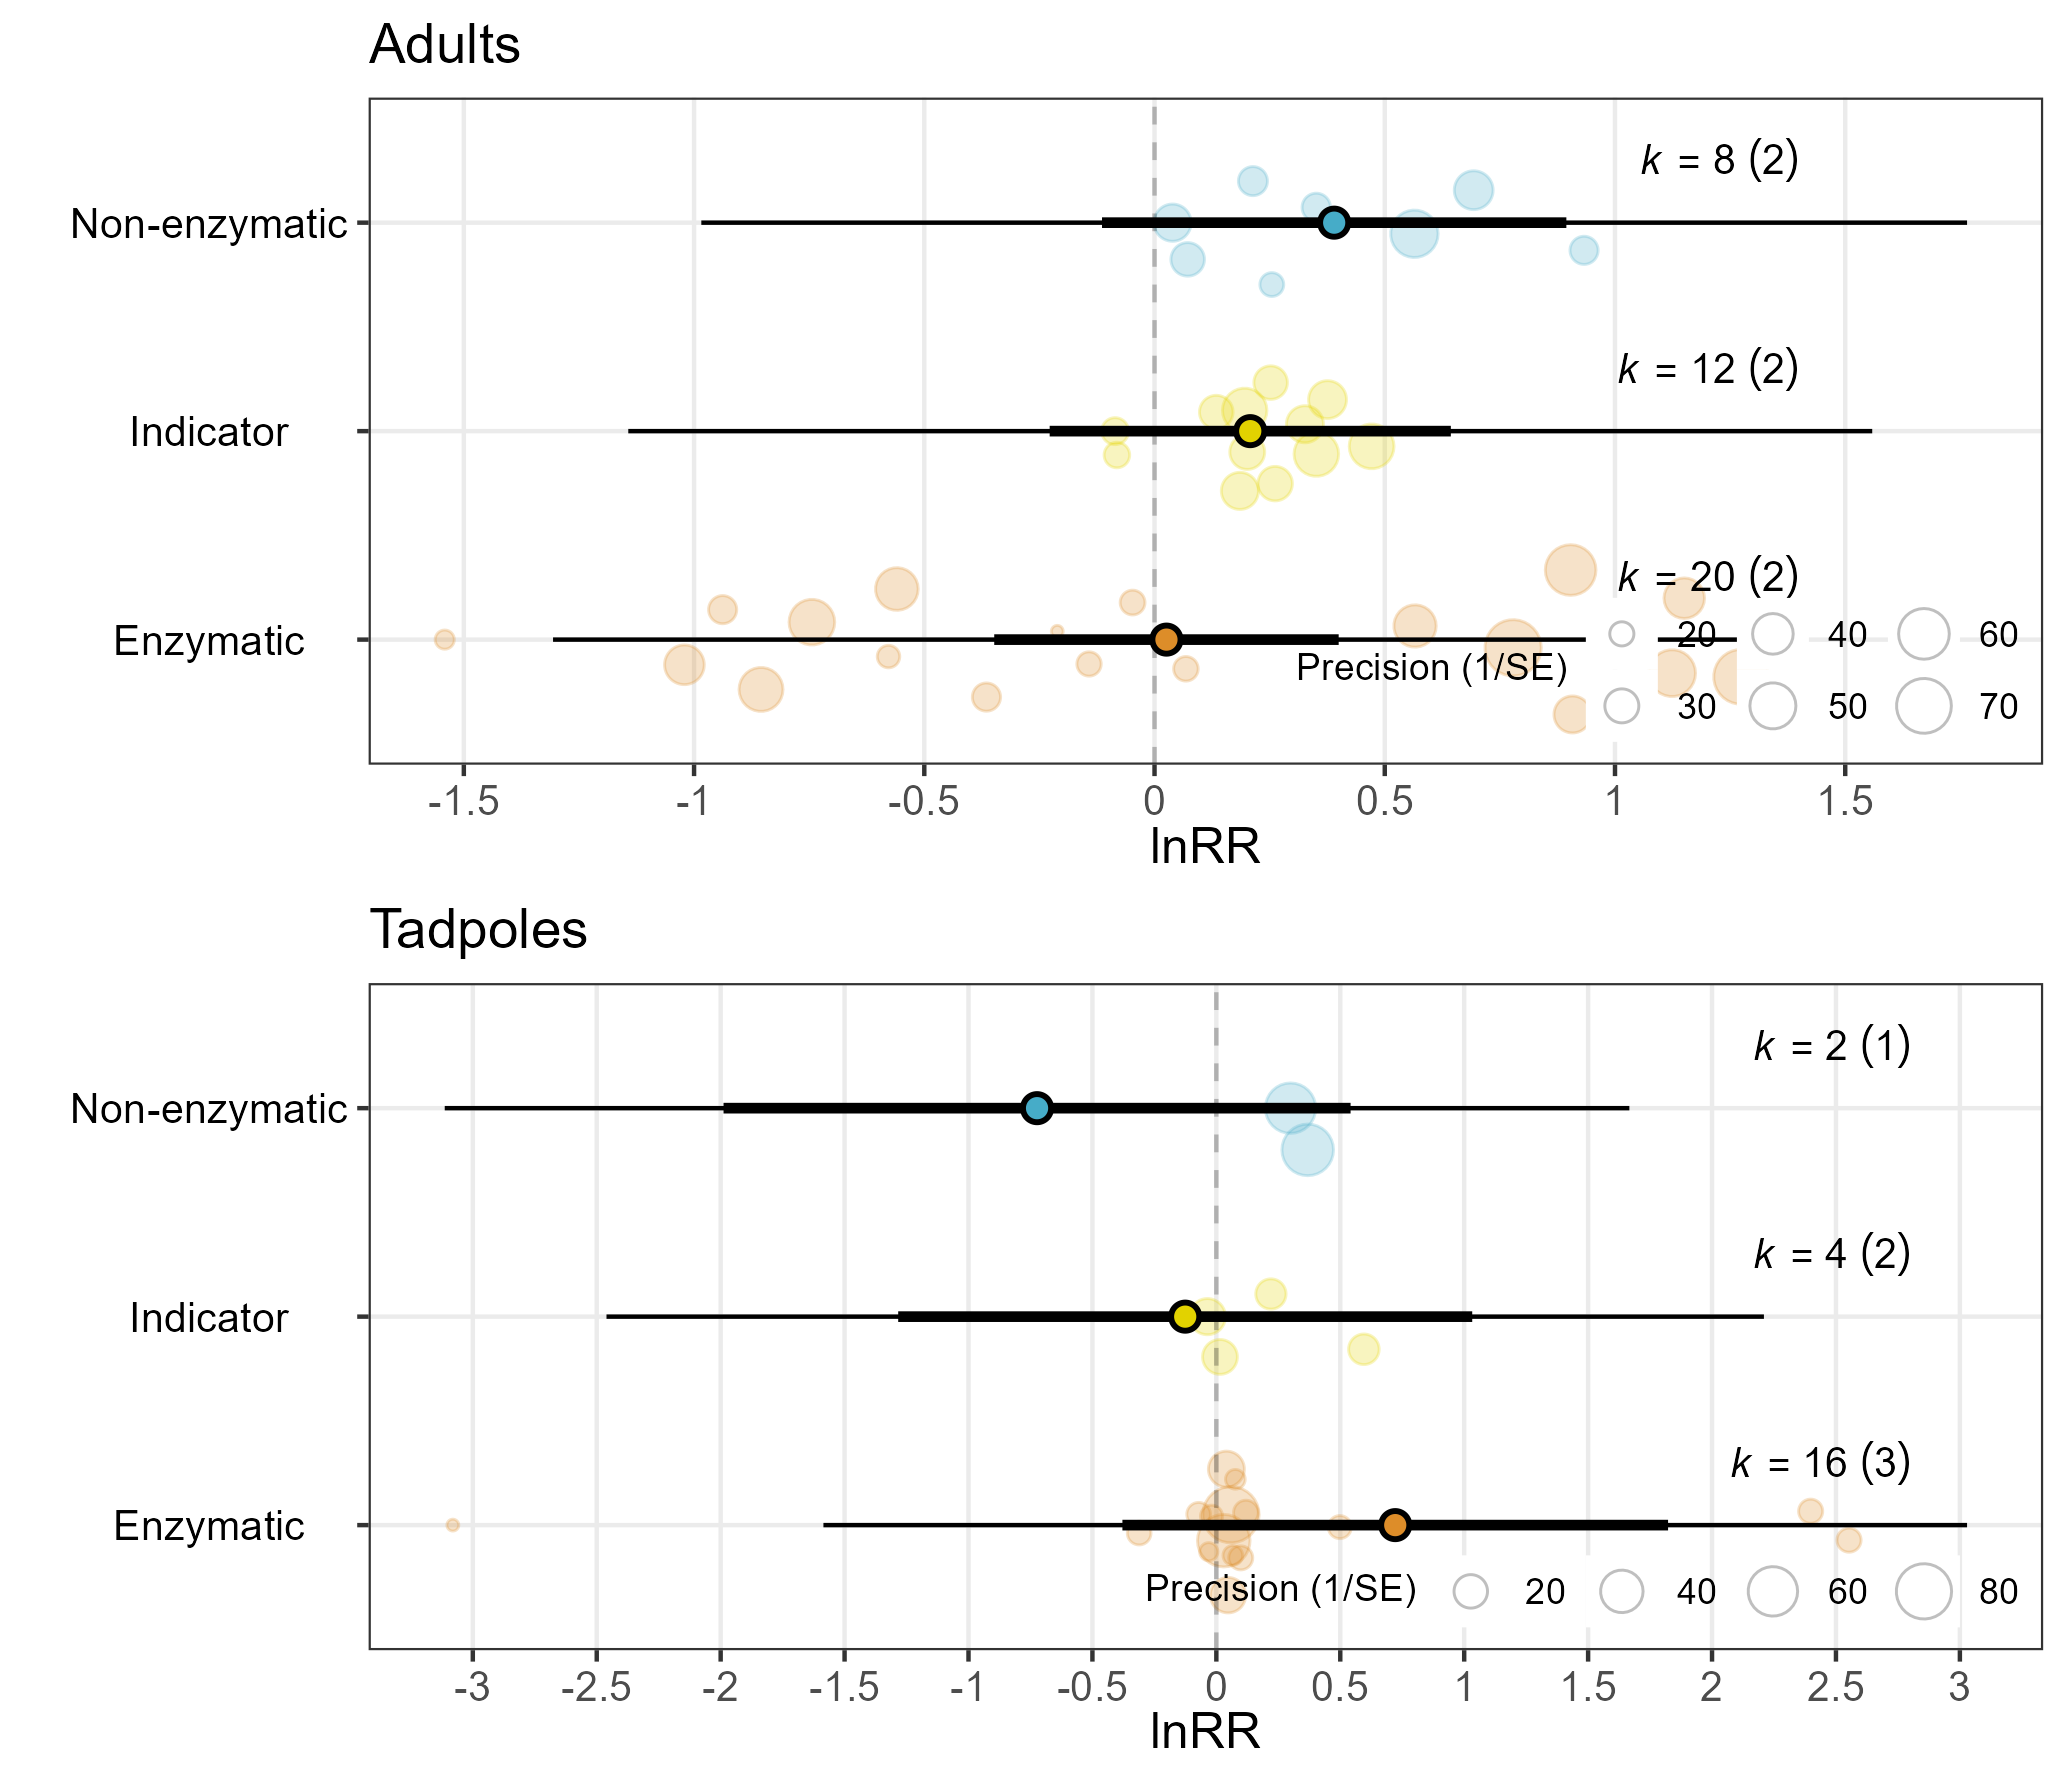 Adults
Non-enzymatic
k = 8 (2)
Indicator
k = 12 (2)
Enzymatic
k = 20 (2)
Precision (1/SE)
20 40 60
30 50 70
-1.5 -1 -0.5 0 0.5 1 1.5
lnRR
Tadpoles
Non-enzymatic
k = 2 (1)
Indicator
k = 4 (2)
Enzymatic
k = 16 (3)
Precision (1/SE) 20 40 60 80
-3 -2.5 -2 -1.5 -1 -0.5 0 0.5 1 1.5 2 2.5 3
lnRR